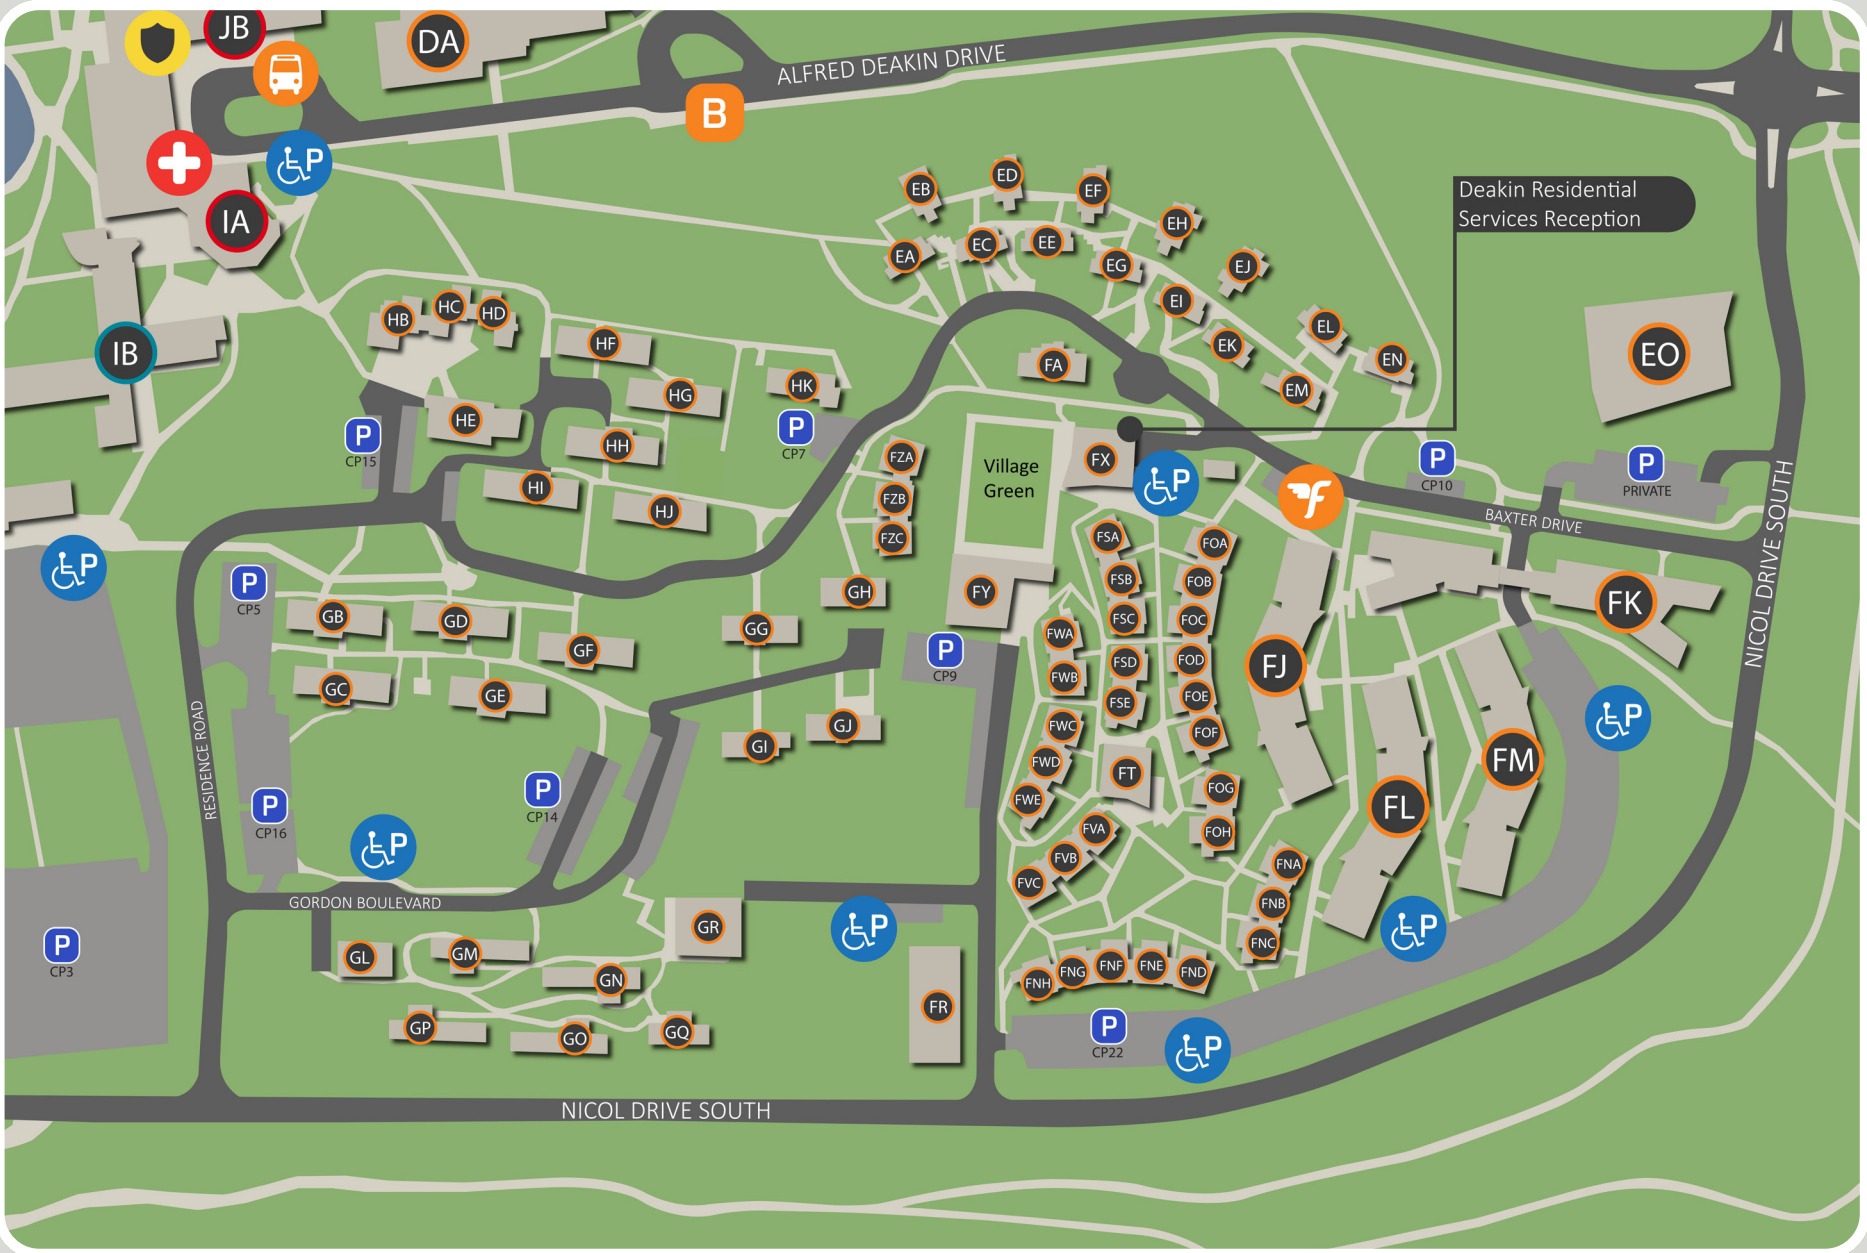 JB
DA
ALFRED DEAKIN DRIVE
B
P
IA
EB
ED
EF
EH
Deakin Residential
Services Reception
EA
EC
EE
EG
EJ
EI
HB
HC
HD
IB
HF
EK
EL
EN
EO
FA
HG
HK
EM
HE
P
CP15
HH
P
CP7
FZA
Village
Green
FX
P
P
CP10
P
PRIVATE
HI
HJ
FZB
FZC
F
BAXTER DRIVE
NICOL DRIVE SOUTH
P
P
CP5
GB
GD
GF
GG
GH
FY
FSA
FSB
FSC
FSD
FSE
FOA
FOB
FOC
FOD
FOE
FOF
FOG
FOH
FWA
FWB
FWC
FWD
FWE
FJ
FK
P
CP9
GC
GE
GI
GJ
FT
FL
FM
P
RESIDENCE ROAD
P
CP16
P
P
CP14
FVA
FVB
FVC
FNA
FNB
FNC
GORDON BOULEVARD
GR
P
P
P
CP3
GL
GM
GN
FNH
FNG
FNF
FNE
FND
GP
GO
GQ
FR
P
CP22
P
NICOL DRIVE SOUTH